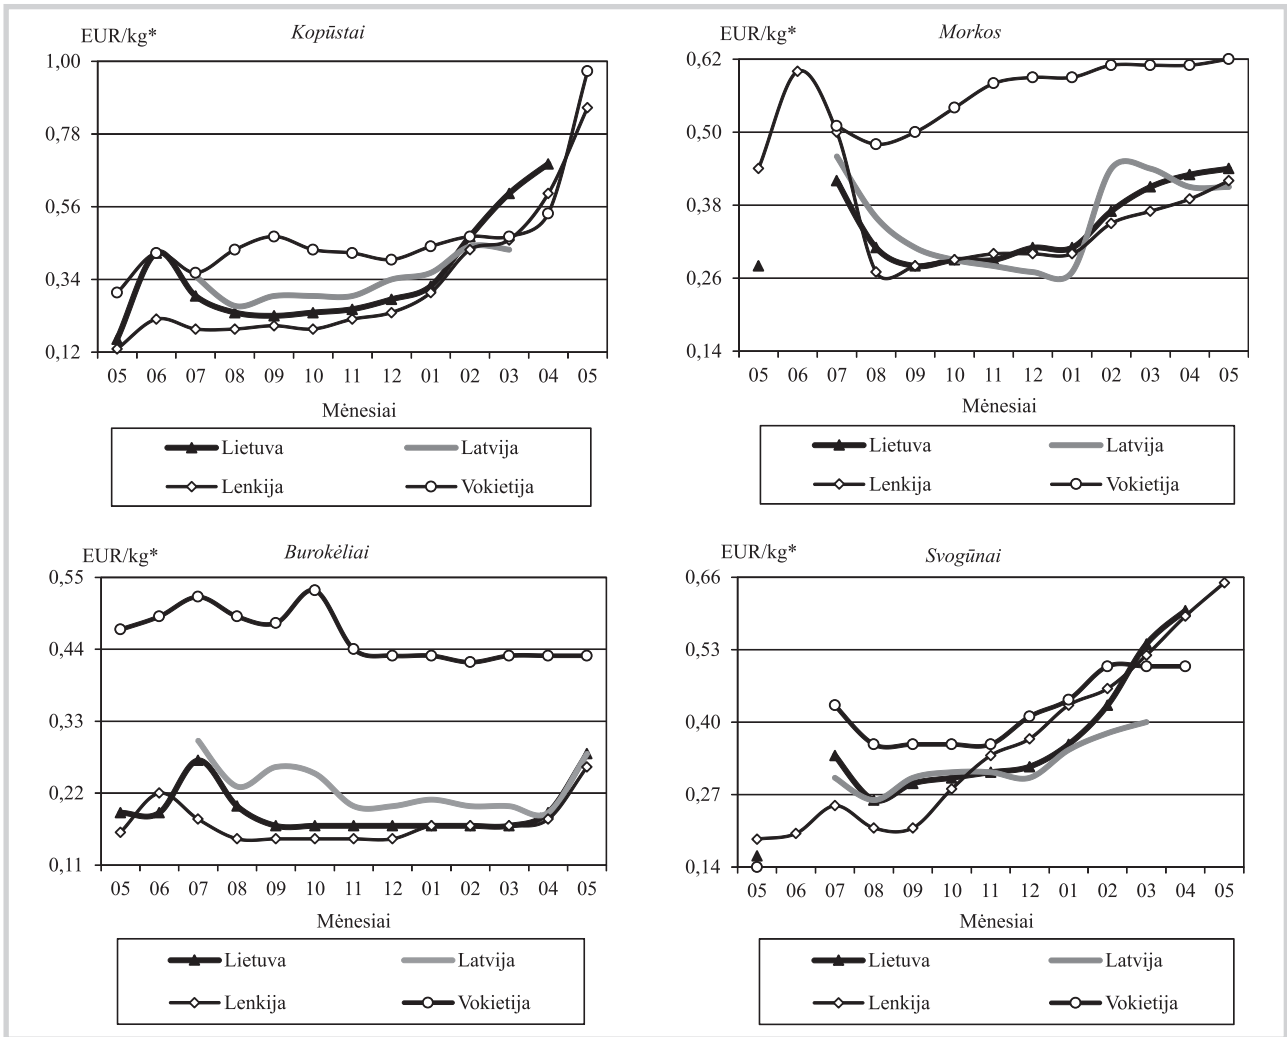 EUR/kg*
Kopūstai
1,00
0,78
0,56
0,34
0,12
05 06 07 08 09 10 11 12 01 02 03 04 05
Mėnesiai
Lietuva Latvija
Lenkija Vokietija
EUR/kg*
Morkos
0,62
0,50
0,38
0,26
0,14
05 06 07 08 09 10 11 12 01 02 03 04 05
Mėnesiai
Lietuva Latvija
Lenkija Vokietija
EUR/kg*
Burokėliai
0,55
0,44
0,33
0,22
0,11
05 06 07 08 09 10 11 12 01 02 03 04 05
Mėnesiai
Lietuva Latvija
Lenkija Vokietija
EUR/kg*
Svogūnai
0,66
0,53
0,40
0,27
0,14
05 06 07 08 09 10 11 12 01 02 03 04 05
Mėnesiai
Lietuva Latvija
Lenkija Vokietija